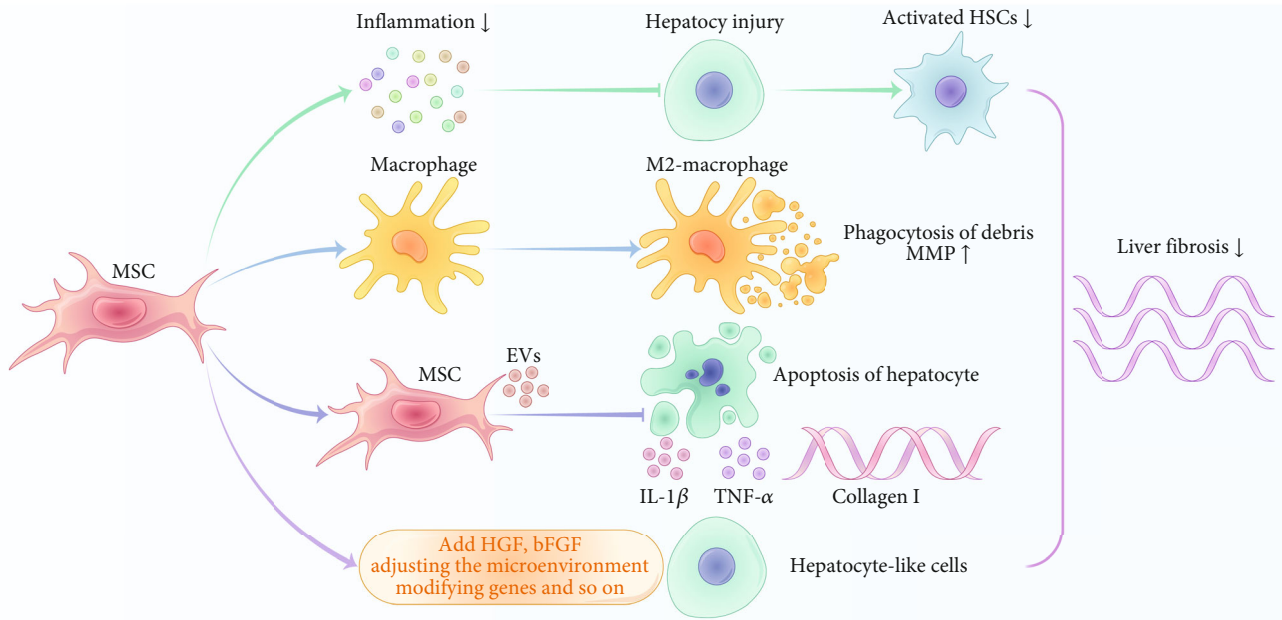 Inflammation ↓
Hepatocy injury
Activated HSCs ↓
Macrophage
M2-macrophage
Phagocytosis of debris
MMP ↑
Liver fibrosis ↓
MSC
EVs
MSC
Apoptosis of hepatocyte
IL-1β
TNF-α
Collagen I
Add HGF, bFGF
adjusting the microenvironment
modifying genes and so on
Hepatocyte-like cells